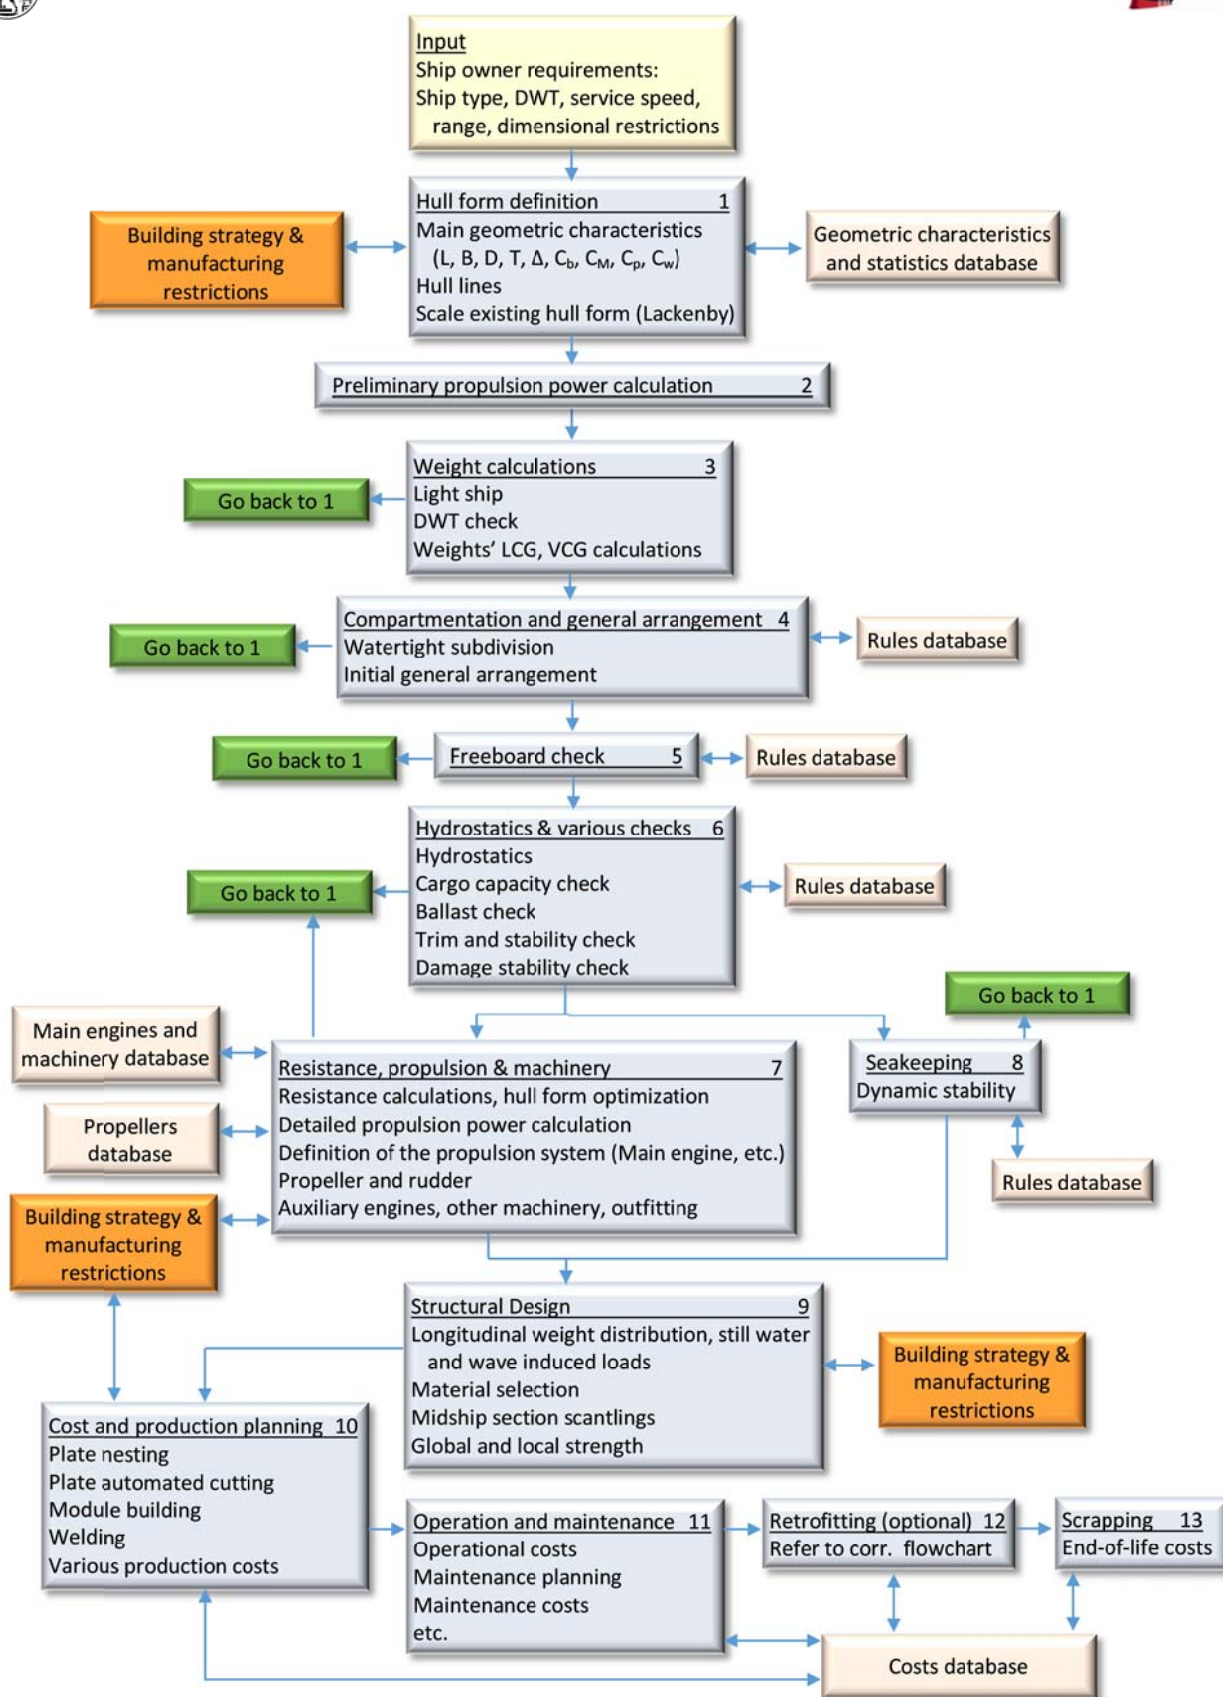 Input
Ship owner requirements:
Ship type, DWT, service speed,
range, dimensional restrictions
Hull form definition 1
Main geometric characteristics
(L, B, D, T, Δ, Cb, CM, Cp, Cw)
Hull lines
Scale existing hull form (Lackenby)
Building strategy &
manufacturing
restrictions
Geometric characteristics
and statistics database
Preliminary propulsion power calculation 2
Weight calculations 3
Light ship
DWT check
Weights’ LCG, VCG calculations
Go back to 1
Compartmentation and general arrangement 4
Watertight subdivision
Initial general arrangement
Go back to 1
Rules database
Freeboard check 5
Go back to 1
Rules database
Hydrostatics & various checks 6
Hydrostatics
Cargo capacity check
Ballast check
Trim and stability check
Damage stability check
Go back to 1
Rules database
Go back to 1
Main engines and
machinery database
Propellers
database
Building strategy &
manufacturing
restrictions
Resistance, propulsion & machinery 7
Resistance calculations, hull form optimization
Detailed propulsion power calculation
Definition of the propulsion system (Main engine, etc.)
Propeller and rudder
Auxiliary engines, other machinery, outfitting
Seakeeping 8
Dynamic stability
Rules database
Structural Design 9
Longitudinal weight distribution, still water
and wave induced loads
Material selection
Midship section scantlings
Global and local strength
Building strategy &
manufacturing
restrictions
Cost and production planning 10
Plate nesting
Plate automated cutting
Module building
Welding
Various production costs
Operation and maintenance 11
Operational costs
Maintenance planning
Maintenance costs
etc.
Retrofitting (optional) 12
Refer to corr. flowchart
Scrapping 13
End-of-life costs
Costs database